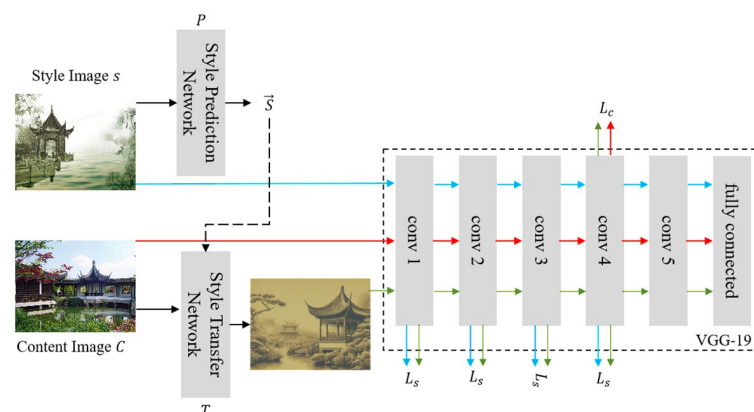 P
Style Image s
Style Prediction
Network
S⃗
L_c
conv 1
conv 2
conv 3
conv 4
conv 5
fully connected
Style Transfer
Network
Content Image C
VGG-19
L_s
L_s
L_s
L_s
T